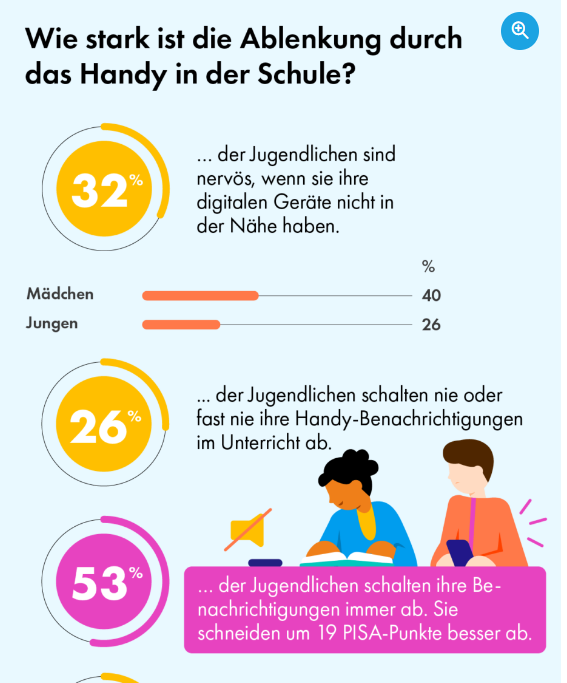 Wie stark ist die Ablenkung durch
das Handy in der Schule?
32%
... der Jugendlichen sind
nervös, wenn sie ihre
digitalen Geräte nicht in
der Nähe haben.
%
Mädchen 40
Jungen 26
26%
... der Jugendlichen schalten nie oder
fast nie ihre Handy-Benachrichtigungen
im Unterricht ab.
53%
... der Jugendlichen schalten ihre Be-
nachrichtigungen immer ab. Sie
schneiden um 19 PISA-Punkte besser ab.